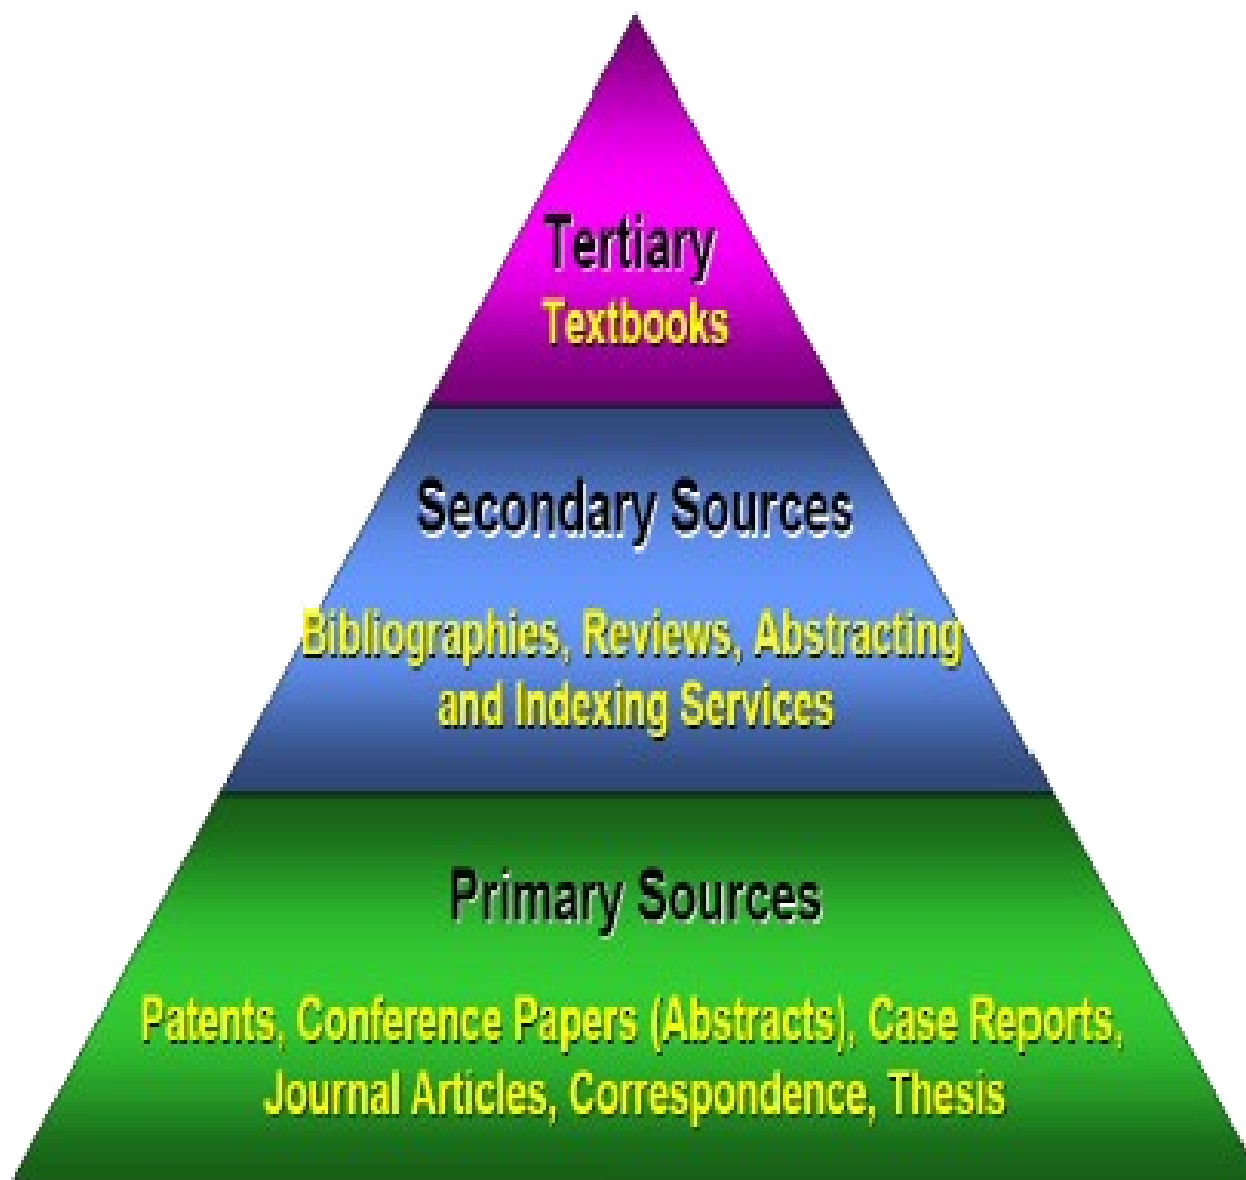 Tertiary
Textbooks
Secondary Sources
Bibliographies, Reviews, Abstracting
and Indexing Services
Primary Sources
Patents, Conference Papers (Abstracts), Case Reports,
Journal Articles, Correspondence, Thesis